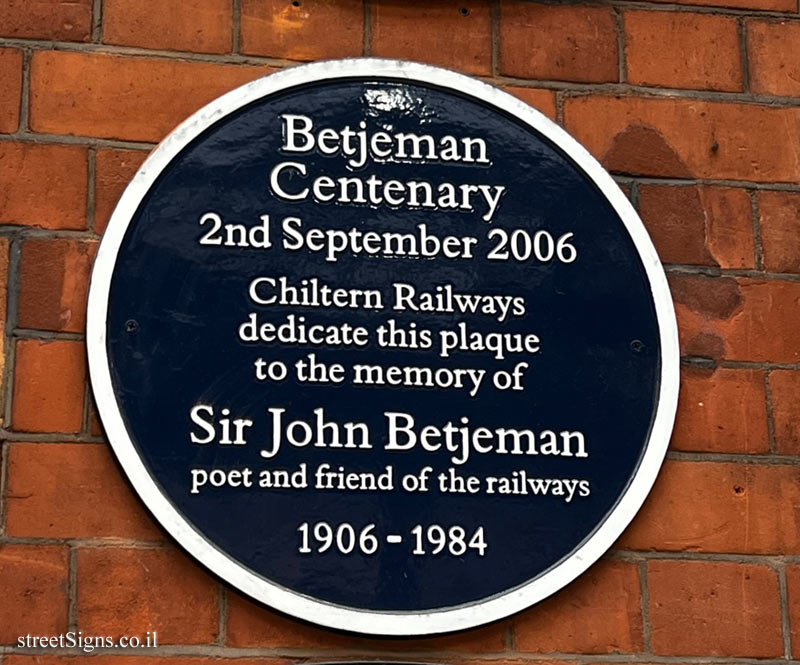 Betjeman
Centenary
2nd September 2006
Chiltern Railways
dedicate this plaque
to the memory of
Sir John Betjeman
poet and friend of the railways
1906 - 1984
streetSigns.co.il